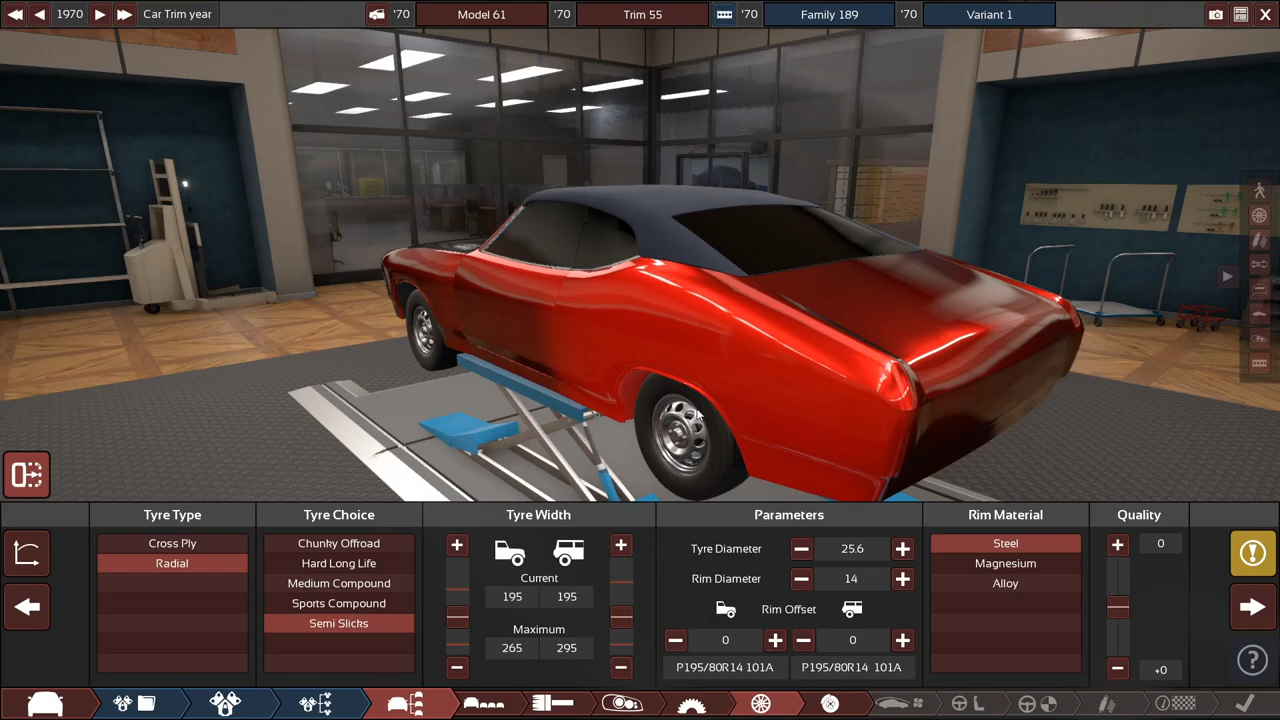 1970 Car Trim year '70 Model 61 '70 Trim 55 '70 Family 189 '70 Variant 1
Tyre Type
Cross Ply
Radial
Tyre Choice
Chunky Offroad
Hard Long Life
Medium Compound
Sports Compound
Semi Slicks
Tyre Width
Current
195 195
Maximum
265 295
Parameters
Tyre Diameter 25.6
Rim Diameter 14
Rim Offset
0 0
P195/80R14 101A P195/80R14 101A
Rim Material
Steel
Magnesium
Alloy
Quality
0
+0